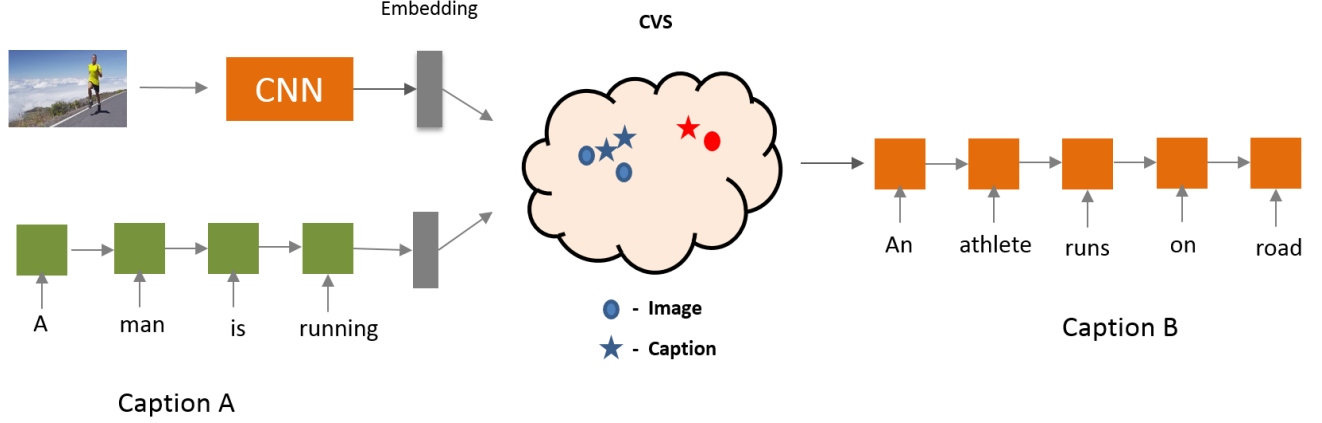 Embedding
CVS
CNN
A man is running
Caption A
- Image
- Caption
An athlete runs on road
Caption B